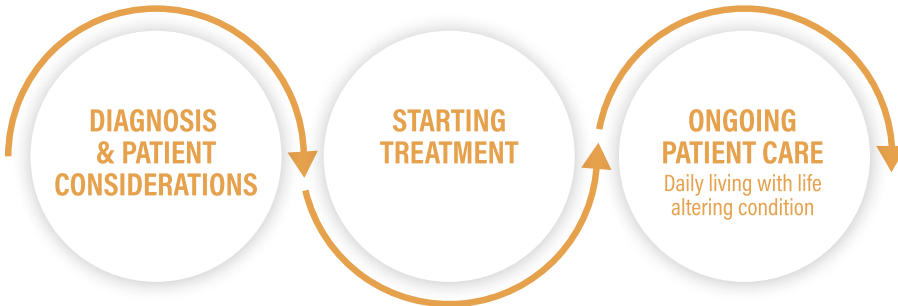 DIAGNOSIS
& PATIENT
CONSIDERATIONS
STARTING
TREATMENT
ONGOING
PATIENT CARE
Daily living with life
altering condition